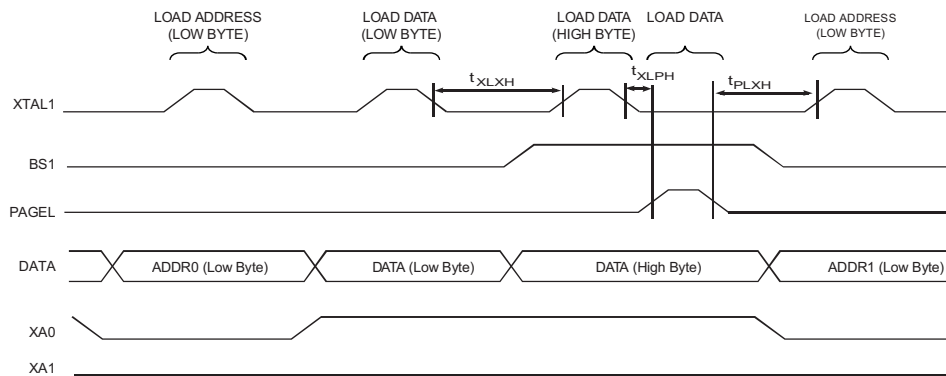 LOAD ADDRESS
(LOW BYTE)
LOAD DATA
(LOW BYTE)
LOAD DATA
(HIGH BYTE)
LOAD DATA
LOAD ADDRESS
(LOW BYTE)
tXLXH
tXLPH
tPLXH
XTAL1
BS1
PAGEL
DATA
ADDR0 (Low Byte)
DATA (Low Byte)
DATA (High Byte)
ADDR1 (Low Byte)
XA0
XA1